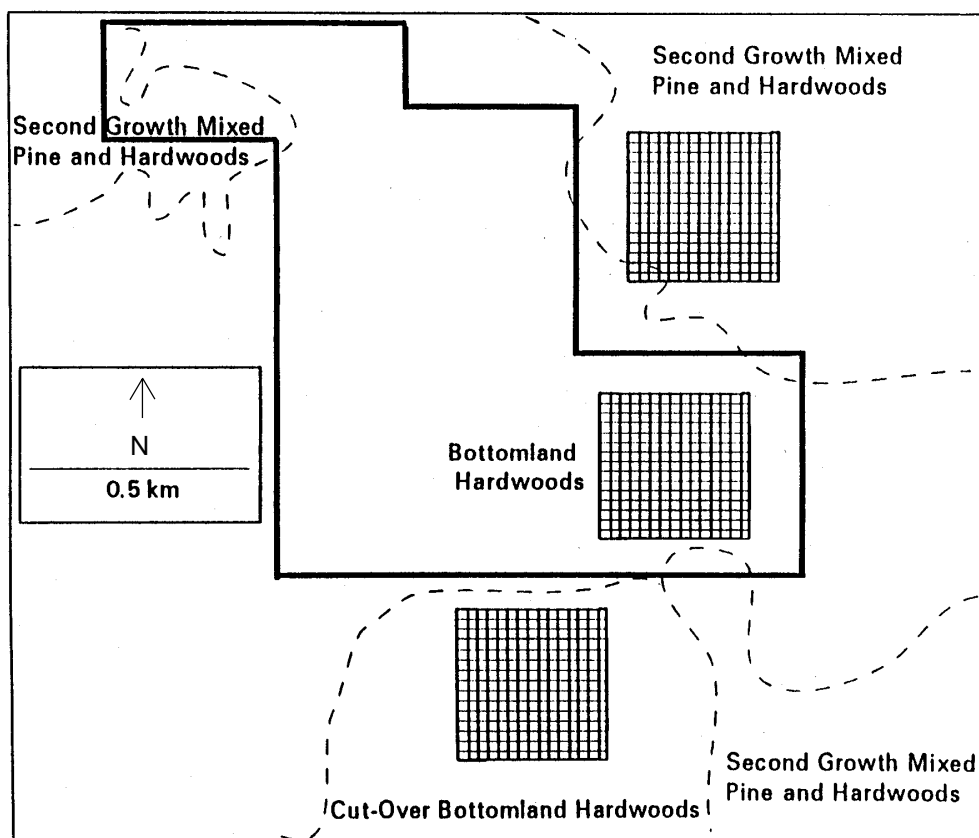 Second Growth Mixed
Pine and Hardwoods
Second Growth Mixed
Pine and Hardwoods
N
0.5 km
Bottomland
Hardwoods
Second Growth Mixed
Pine and Hardwoods
Cut-Over Bottomland Hardwoods